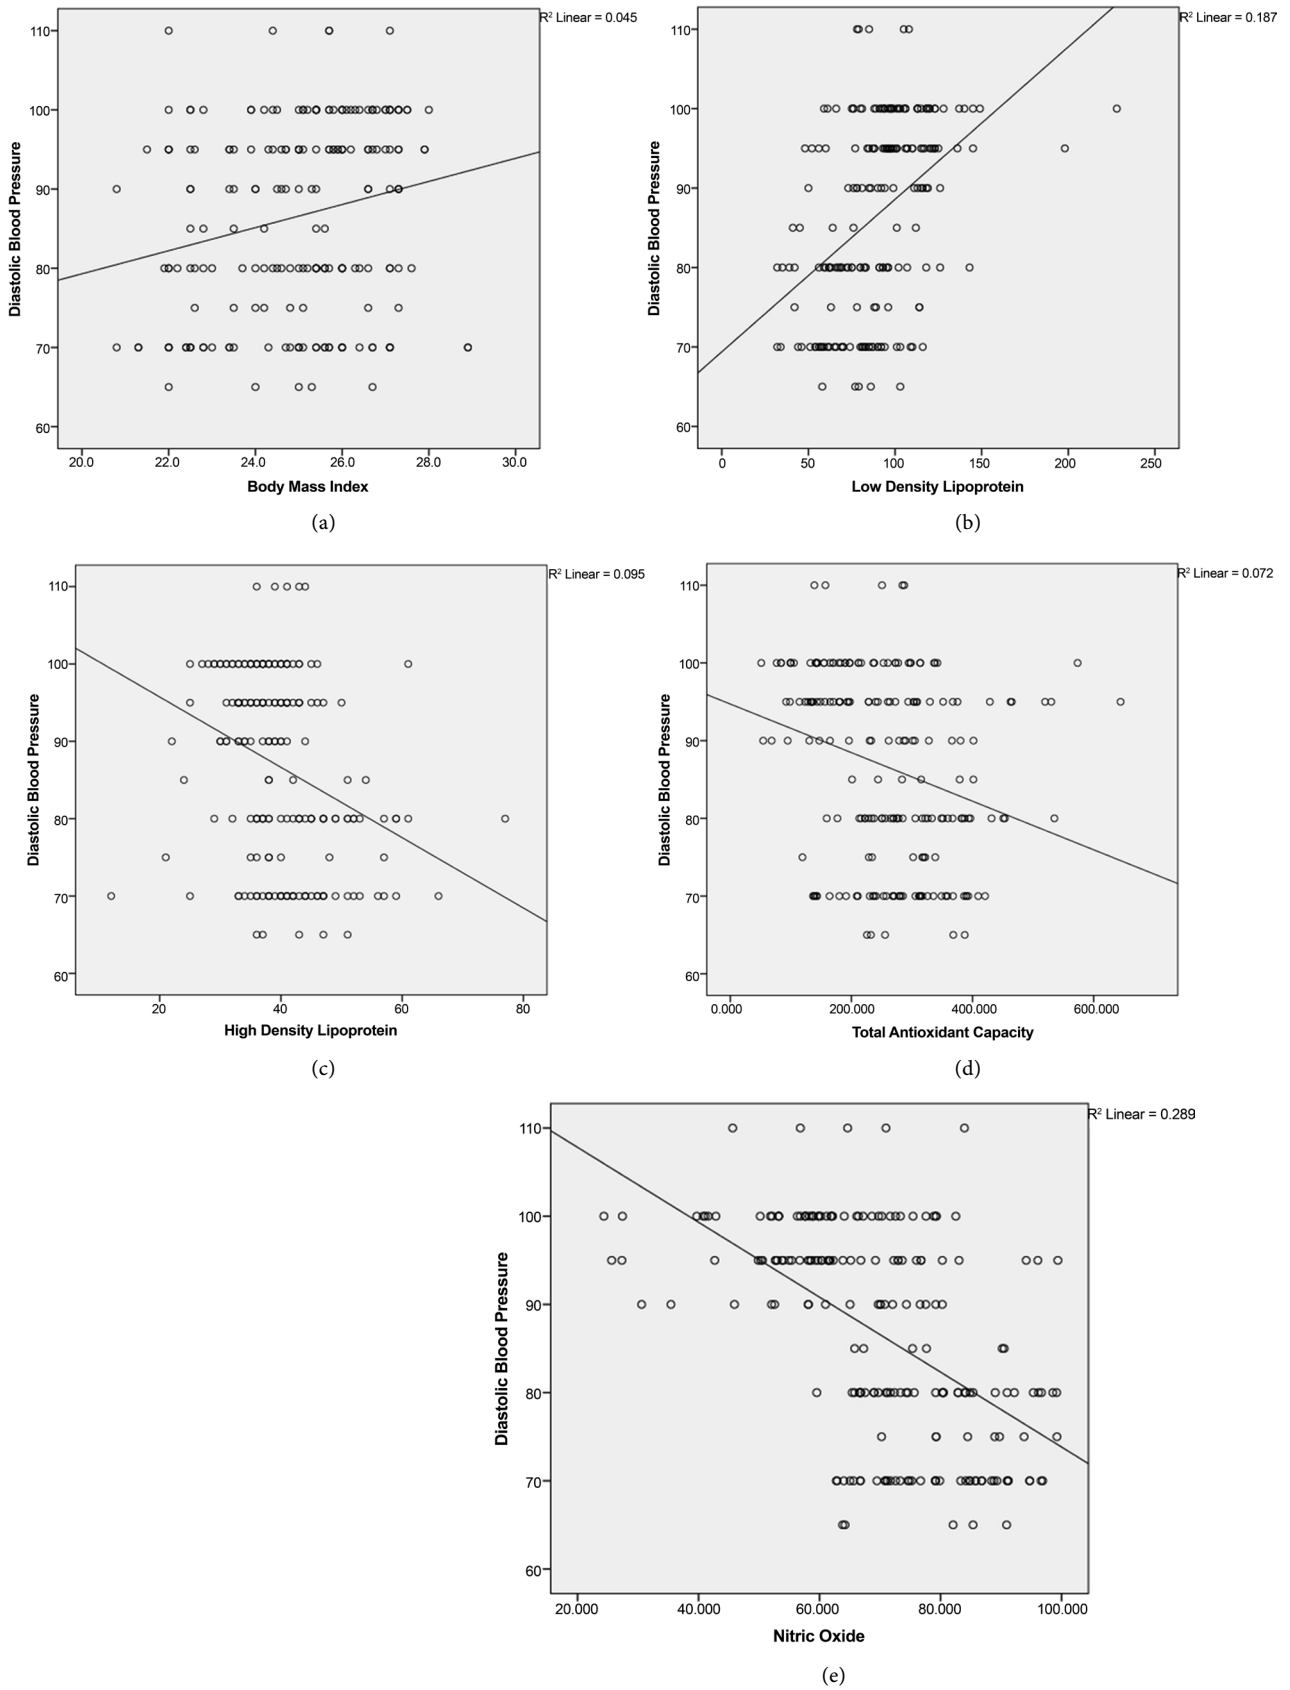 R² Linear = 0.045
110
100
90
80
70
60
Diastolic Blood Pressure
20.0 22.0 24.0 26.0 28.0 30.0
Body Mass Index
(a)
R² Linear = 0.187
110
100
90
80
70
60
Diastolic Blood Pressure
0 50 100 150 200 250
Low Density Lipoprotein
(b)
R² Linear = 0.095
110
100
90
80
70
60
Diastolic Blood Pressure
20 40 60 80
High Density Lipoprotein
(c)
R² Linear = 0.072
110
100
90
80
70
60
Diastolic Blood Pressure
0.000 200.000 400.000 600.000
Total Antioxidant Capacity
(d)
R² Linear = 0.289
110
100
90
80
70
60
Diastolic Blood Pressure
20.000 40.000 60.000 80.000 100.000
Nitric Oxide
(e)